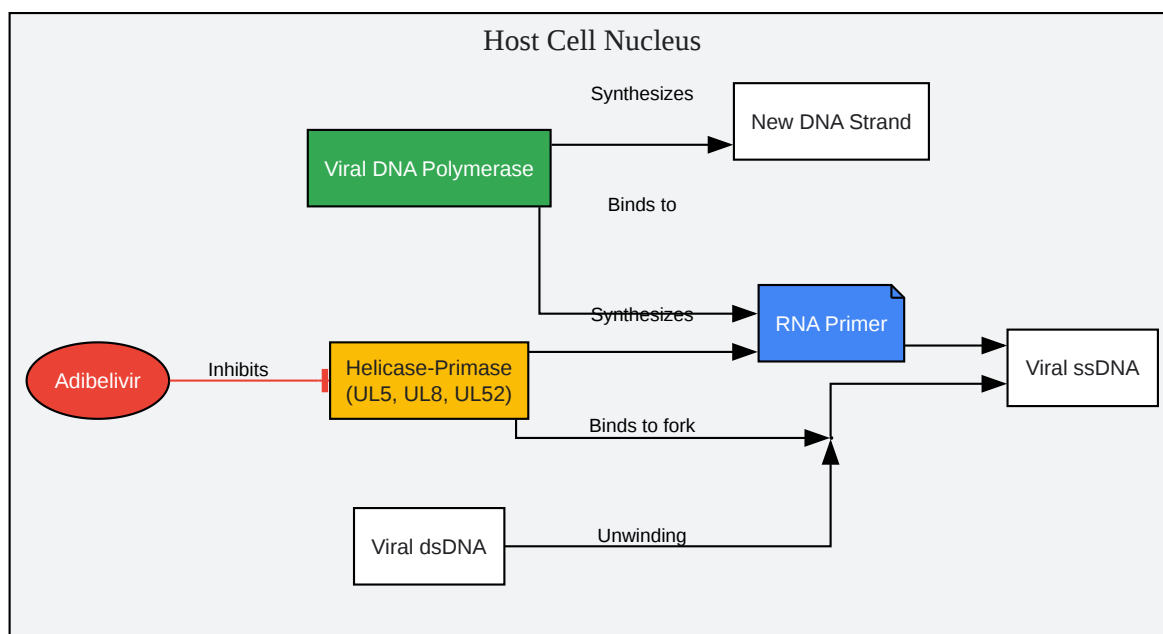 Host Cell Nucleus
Synthesizes
New DNA Strand
Viral DNA Polymerase
Binds to
Synthesizes
RNA Primer
Adibelivir
Inhibits
Helicase-Primase
(UL5, UL8, UL52)
Viral ssDNA
Binds to fork
Viral dsDNA
Unwinding